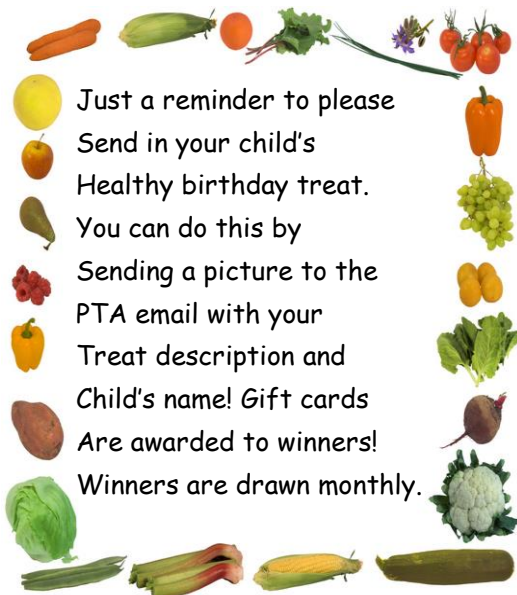 Just a reminder to please
Send in your child's
Healthy birthday treat.
You can do this by
Sending a picture to the
PTA email with your
Treat description and
Child's name! Gift cards
Are awarded to winners!
Winners are drawn monthly.